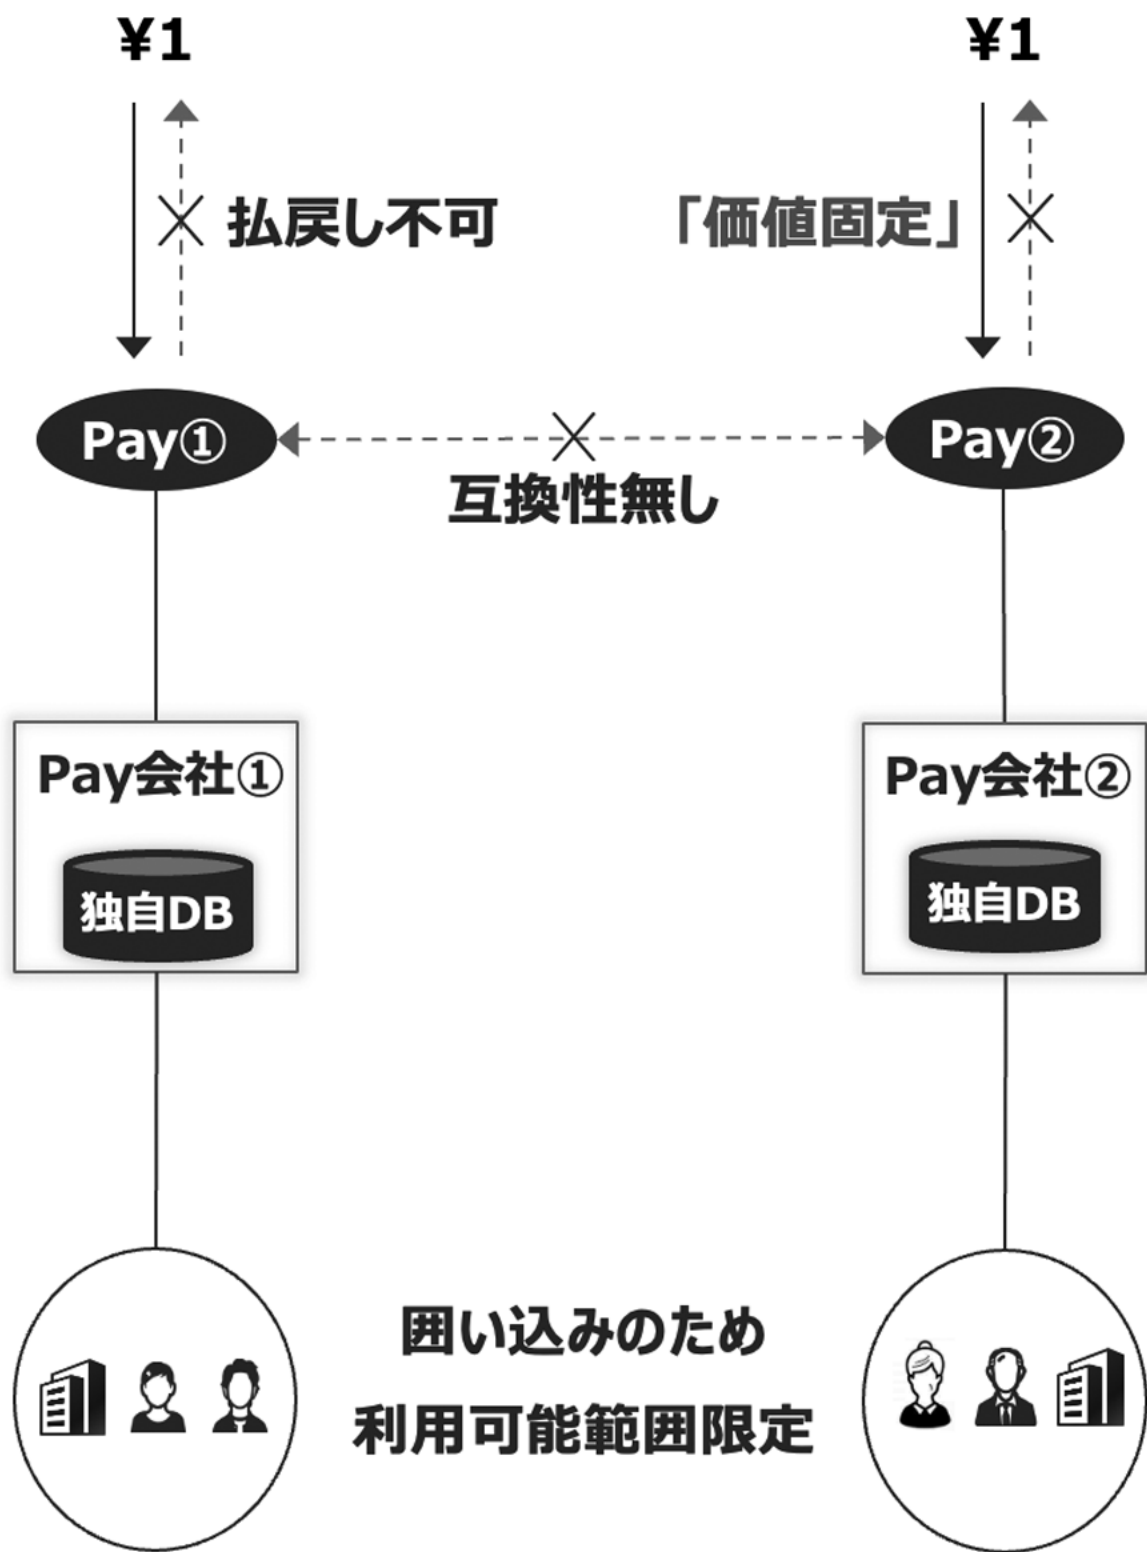 ¥1
¥1
払戻し不可
「価値固定」
Pay①
Pay②
互換性無し
Pay会社①
Pay会社②
独自DB
独自DB
囲い込みのため
利用可能範囲限定